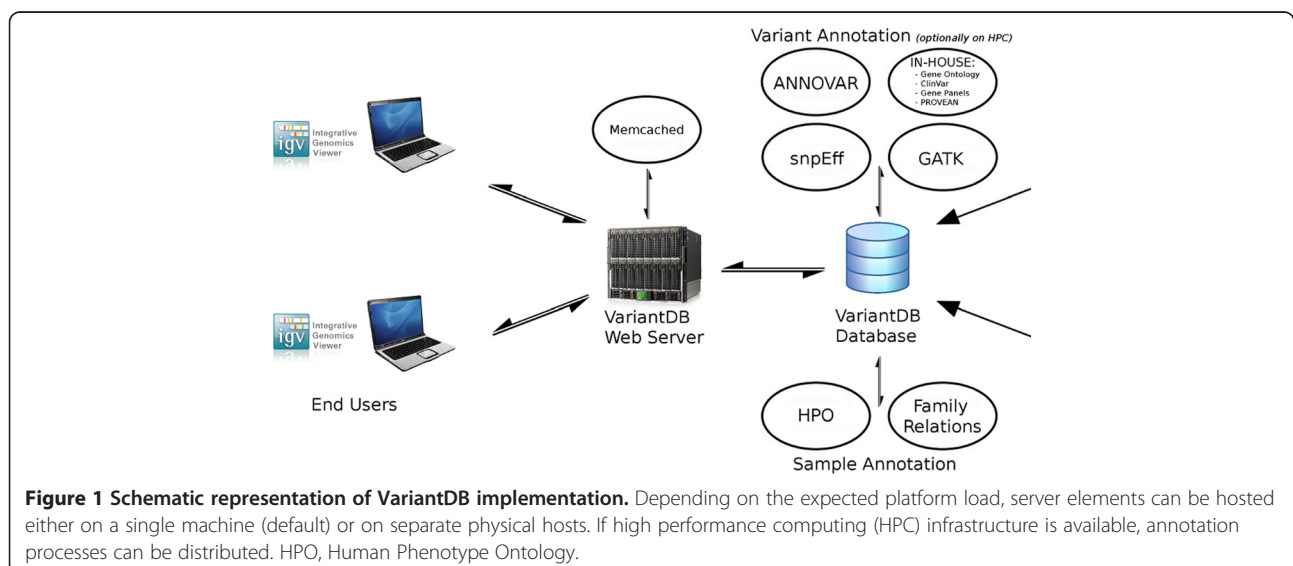 Variant Annotation (optionally on HPC)
ANNOVAR
IN-HOUSE:
- Gene Ontology
- ClinVar
- Gene Panels
- PROVEAN
snpEff
GATK
Memcached
igv
Integrative
Genomics
Viewer
VariantDB
Web Server
VariantDB
Database
igv
Integrative
Genomics
Viewer
End Users
HPO
Family
Relations
Sample Annotation
Figure 1 Schematic representation of VariantDB implementation. Depending on the expected platform load, server elements can be hosted
either on a single machine (default) or on separate physical hosts. If high performance computing (HPC) infrastructure is available, annotation
processes can be distributed. HPO, Human Phenotype Ontology.